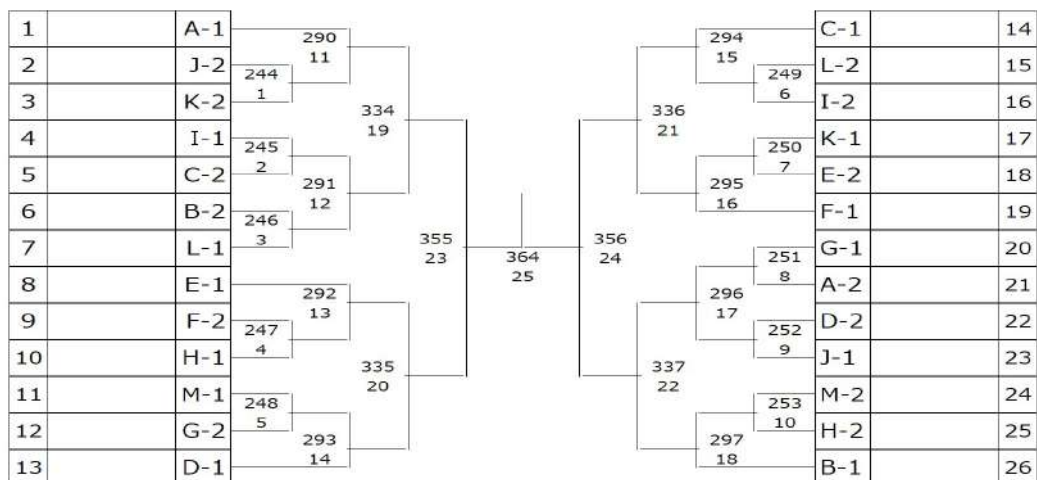 1 A-1 290 294 C-1 14
11 15
2 J-2 L-2 15
244 249
1 6
3 K-2 I-2 16
334 336
19 21
4 I-1 K-1 17
245 250
2 7
5 C-2 E-2 18
291 295
12 16
6 B-2 F-1 19
246
3
7 L-1 355 364 356 G-1 20
23 25 24
251
8
8 E-1 A-2 21
292 296
13 17
9 F-2 D-2 22
247 252
4 9
10 H-1 J-1 23
335 337
20 22
11 M-1 M-2 24
248 253
5 10
12 G-2 H-2 25
293 297
14 18
13 D-1 B-1 26